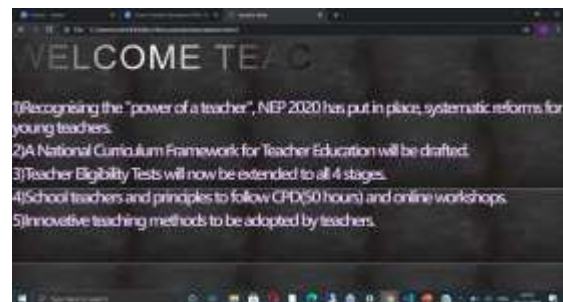 WELCOME TEAC
1)Recognising the "power of a teacher", NEP 2020 has put in place, systematic reforms for
young teachers.
2)A National Curriculum Framework for Teacher Education will be drafted.
3)Teacher Eligibility Tests will now be extended to all 4 stages.
4)School teachers and principles to follow CPD(50 hours) and online workshops.
5)Innovative teaching methods to be adopted by teachers.